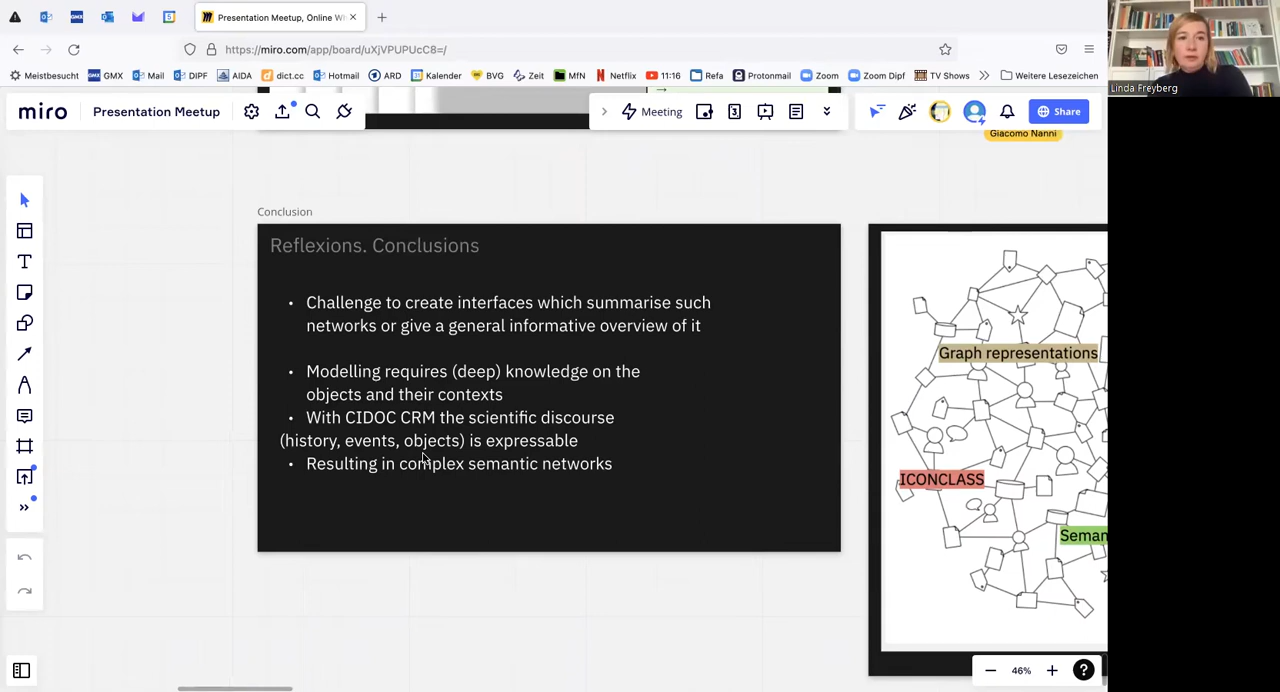 Presentation Meetup, Online Wh
https://miro.com/app/board/uXjVPUPUcC8=/
Meistbesucht
GMX
Mail
DIPF
AIDA
dict.cc
Hotmail
ARD
Kalender
BVG
Zeit
MfN
Netflix
11:16
Refa
Protonmail
Zoom
Zoom Dipf
TV Shows
Weitere Lesezeichen
Linda Freyberg
miro
Presentation Meetup
Meeting
Share
Giacomo Nanni
Conclusion
Reflexions. Conclusions
• Challenge to create interfaces which summarise such
networks or give a general informative overview of it
• Modelling requires (deep) knowledge on the
objects and their contexts
• With CIDOC CRM the scientific discourse
(history, events, objects) is expressable
• Resulting in complex semantic networks
Graph representations
ICONCLASS
Seman
46%